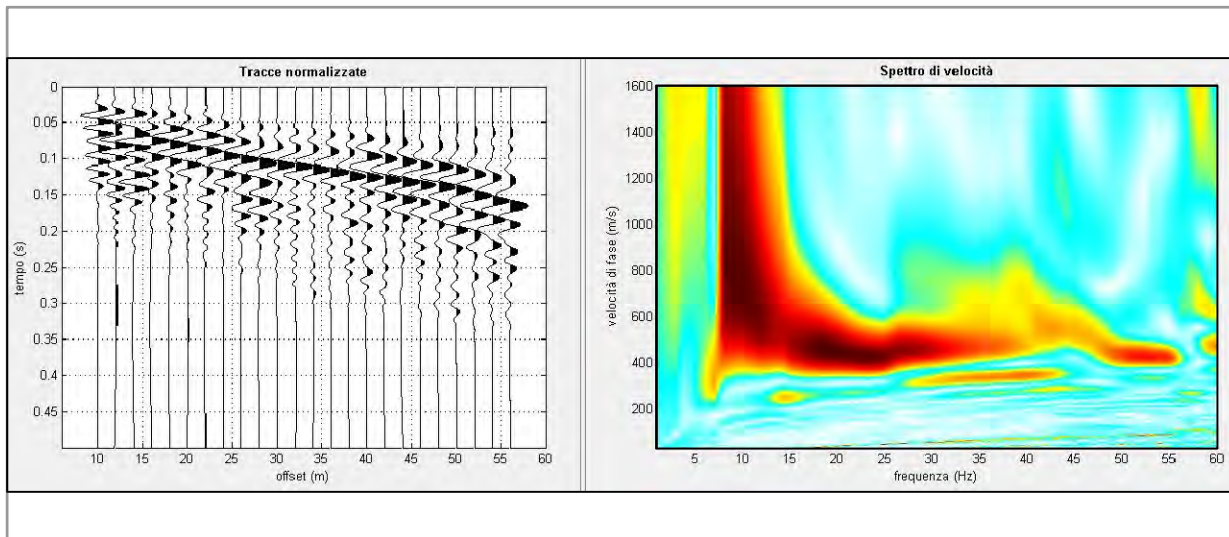 Tracce normalizzate
0
0.05
0.1
0.15
0.2
0.25
0.3
0.35
0.4
0.45
tempo (s)
10 15 20 25 30 35 40 45 50 55 60
offset (m)
Spettro di velocità
1600
1400
1200
1000
800
600
400
200
velocità di fase (m/s)
5 10 15 20 25 30 35 40 45 50 55 60
frequenza (Hz)